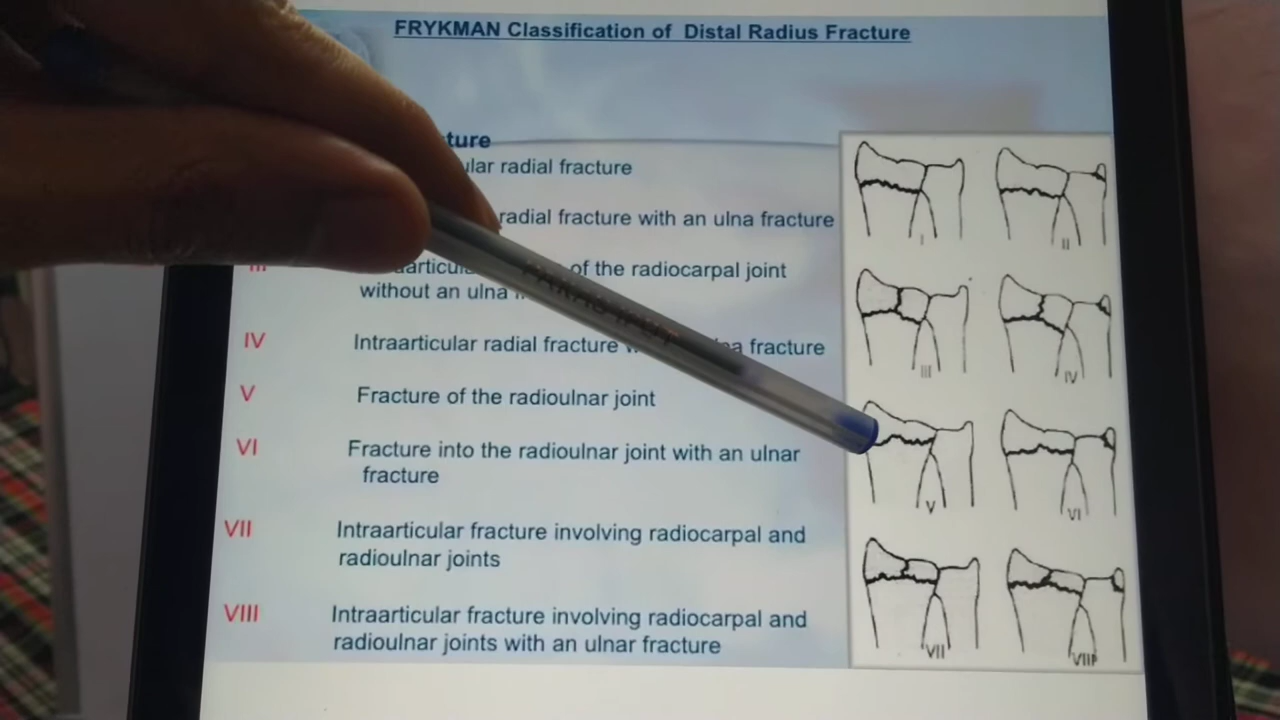 FRYKMAN Classification of Distal Radius Fracture
radial fracture
radial fracture with an ulna fracture
of the radiocarpal joint
without an ulna
IV Intraarticular radial fracture fracture
V Fracture of the radioulnar joint
VI Fracture into the radioulnar joint with an ulnar
fracture
VII Intraarticular fracture involving radiocarpal and
radioulnar joints
VIII Intraarticular fracture involving radiocarpal and
radioulnar joints with an ulnar fracture
I II
III IV
V VI
VII VIII